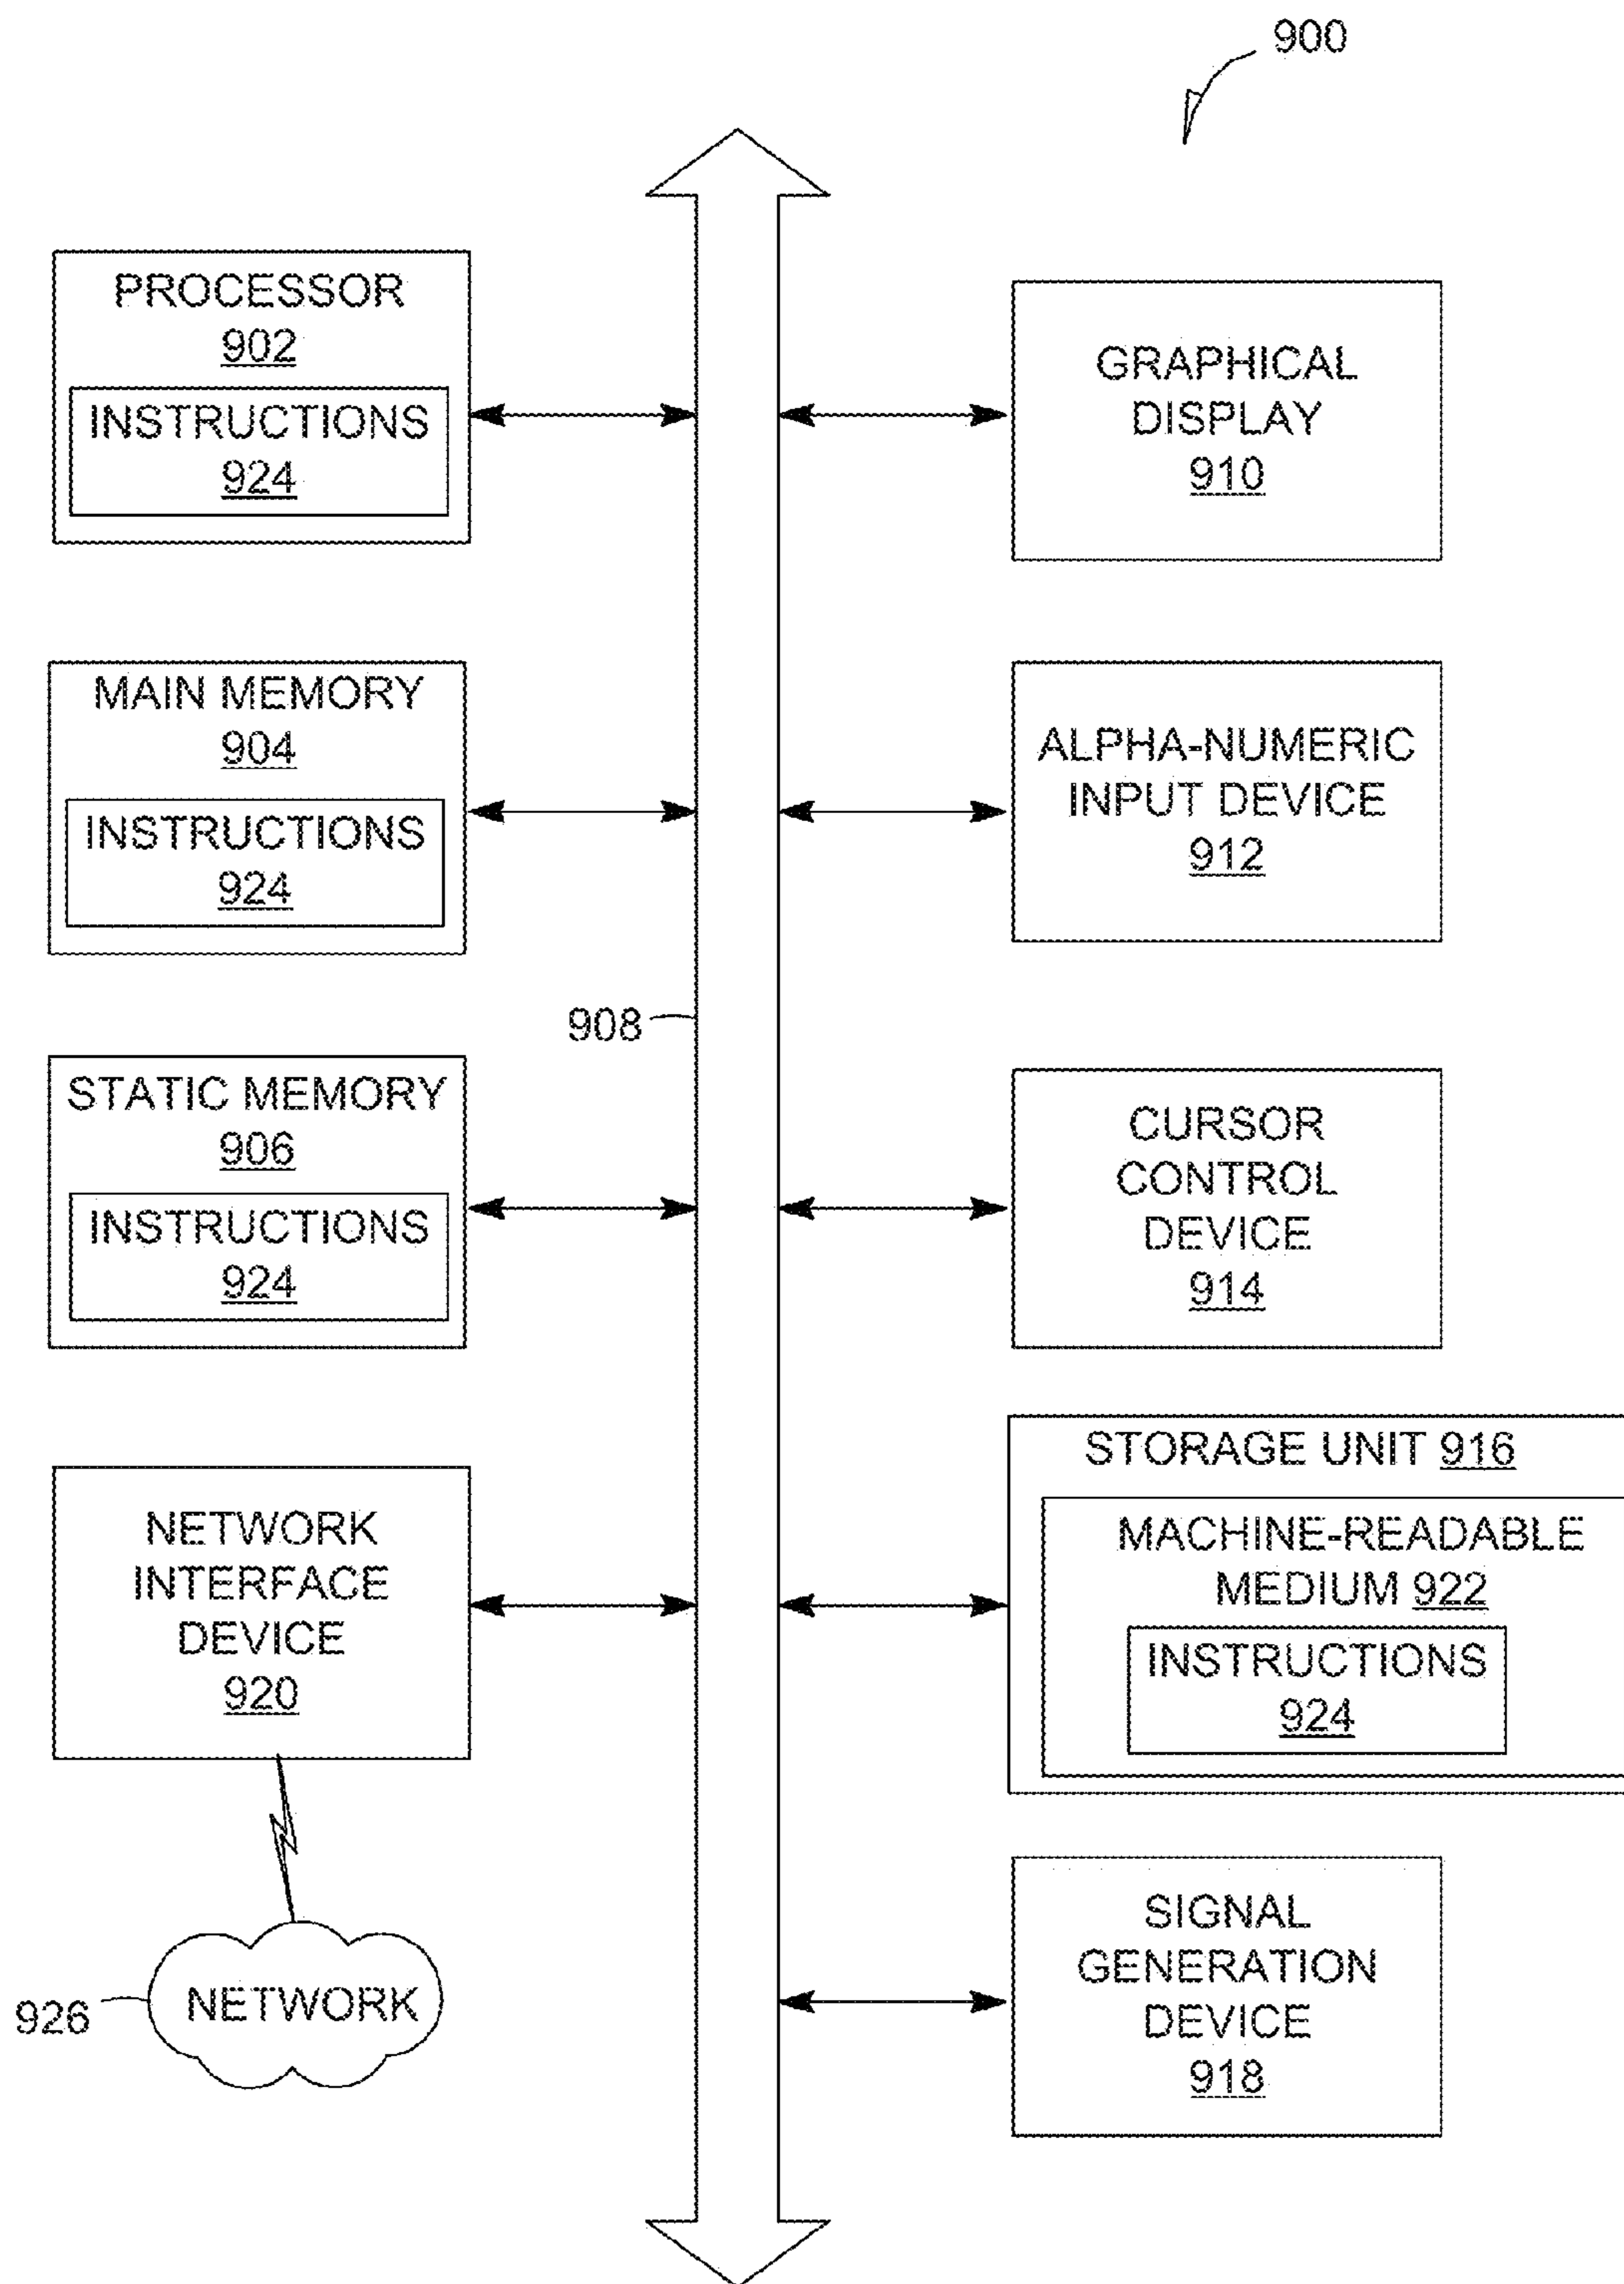 900
PROCESSOR
902
INSTRUCTIONS
924
GRAPHICAL
DISPLAY
910
MAIN MEMORY
904
INSTRUCTIONS
924
ALPHA-NUMERIC
INPUT DEVICE
912
908
STATIC MEMORY
906
INSTRUCTIONS
924
CURSOR
CONTROL
DEVICE
914
NETWORK
INTERFACE
DEVICE
920
STORAGE UNIT 916
MACHINE-READABLE
MEDIUM 922
INSTRUCTIONS
924
926
NETWORK
SIGNAL
GENERATION
DEVICE
918